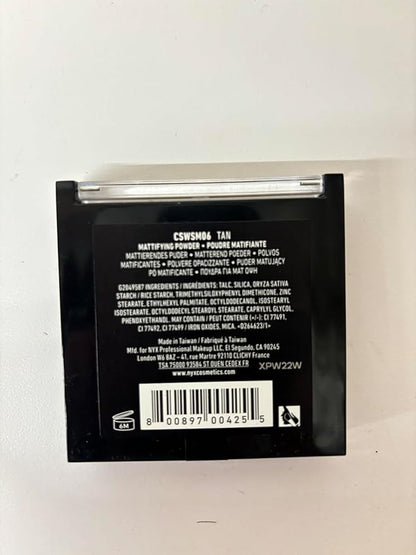 CSWSM06 TAN
MATTIFYING POWDER • POUDRE MATIFIANTE
MATTIERENDES PUDER • MATTEREND POEDER • POLVOS
MATIFICANTES • POLVERE OPACIZZANTE • PUDER MATUJĄCY
PÓ MATIFICANTE • ΠΟΥΔΡΑ ΓΙΑ ΜΑΤ ΟΨΗ
G2049587 INGREDIENTS / INGRÉDIENTS: TALC, SILICA, ORYZA SATIVA
STARCH / RICE STARCH, TRIMETHYLSILOXYPHENYL DIMETHICONE, ZINC
STEARATE, ETHYLHEXYL PALMITATE, OCTYLDODECANOL, ISOSTEARYL
ISOSTEARATE, OCTYLDODECYL STEAROYL STEARATE, CAPRYLYL GLYCOL,
PHENOXYETHANOL. MAY CONTAIN / PEUT CONTENIR (+/-): CI 77491,
CI 77492, CI 77499 / IRON OXIDES, MICA. <0264623/1>
Made in Taiwan / Fabriqué à Taiwan
Mfd. for NYX Professional Makeup LLC, El Segundo, CA 90245
London W6 8AZ - 41, rue Martre 92110 CLICHY France
TSA 75000 93584 ST OUEN CEDEX FR
www.nyxcosmetics.com
XPW22W
6M
8 00897 00425 5